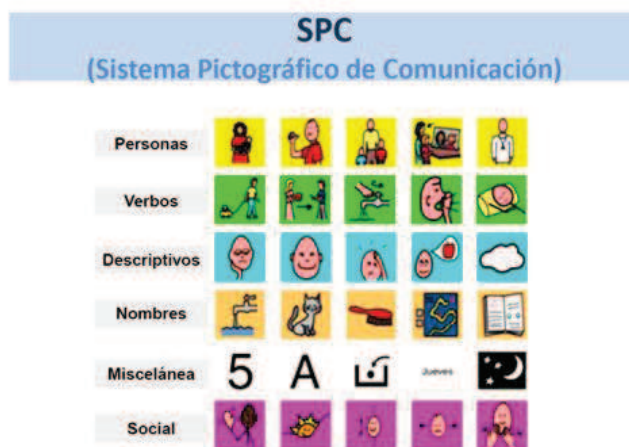 SPC
(Sistema Pictográfico de Comunicación)
Personas
Verbos
Descriptivos
Nombres
Miscelánea
5 A Jueves
Social